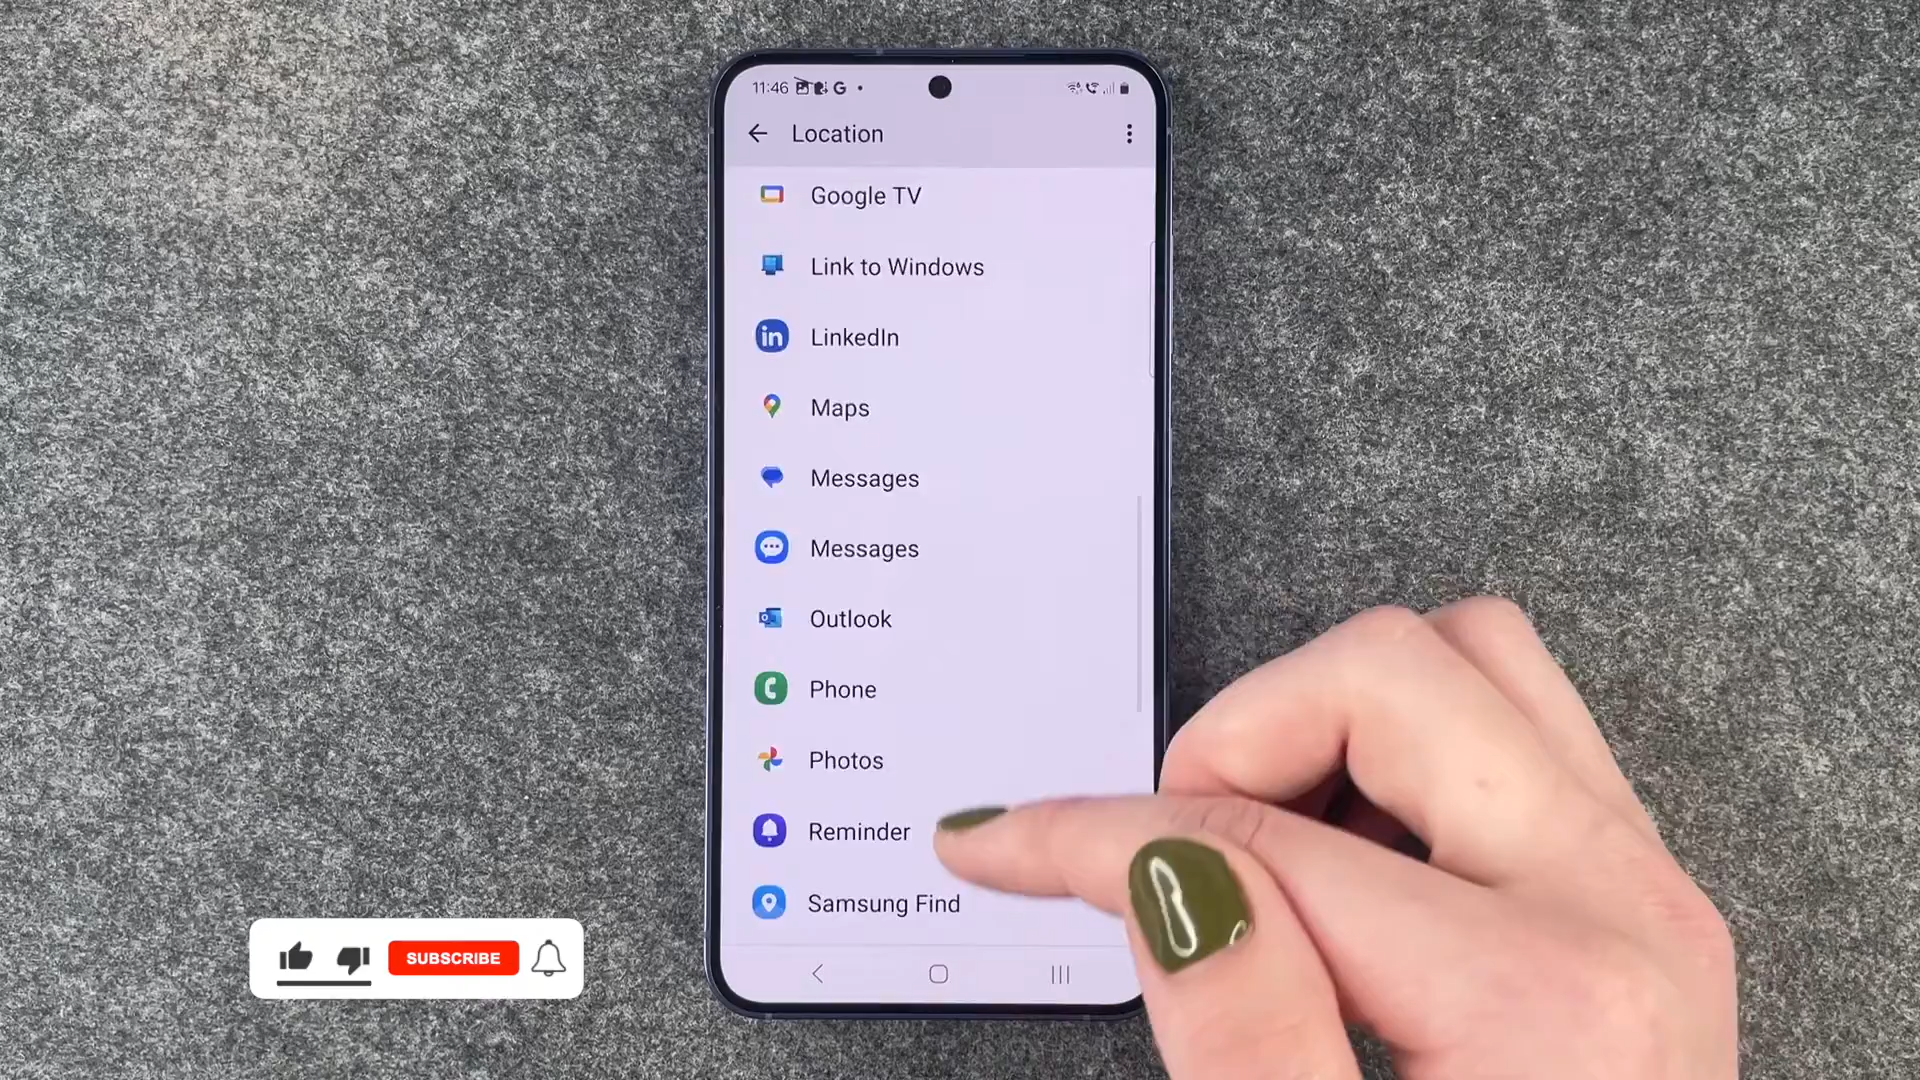 11:46 G
Location
Google TV
Link to Windows
in LinkedIn
Maps
Messages
Messages
Outlook
Phone
Photos
Reminder
Samsung Find
SUBSCRIBE